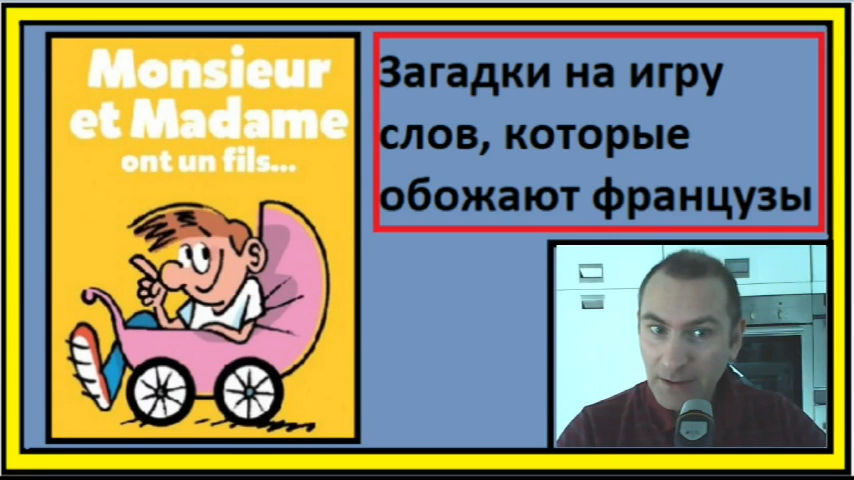 Monsieur
et Madame
ont un fils...
Загадки на игру
слов, которые
обожают французы